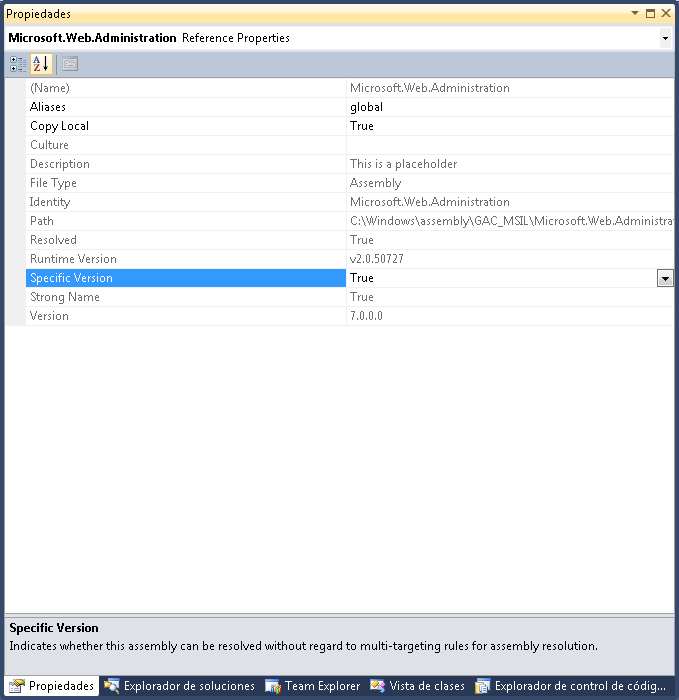 Propiedades
Microsoft.Web.Administration Reference Properties
(Name) Microsoft.Web.Administration
Aliases global
Copy Local True
Culture
Description This is a placeholder
File Type Assembly
Identity Microsoft.Web.Administration
Path C:\Windows\assembly\GAC_MSIL\Microsoft.Web.Administra
Resolved True
Runtime Version v2.0.50727
Specific Version True
Strong Name True
Version 7.0.0.0
Specific Version
Indicates whether this assembly can be resolved without regard to multi-targeting rules for assembly resolution.
Propiedades Explorador de soluciones Team Explorer Vista de clases Explorador de control de códig...